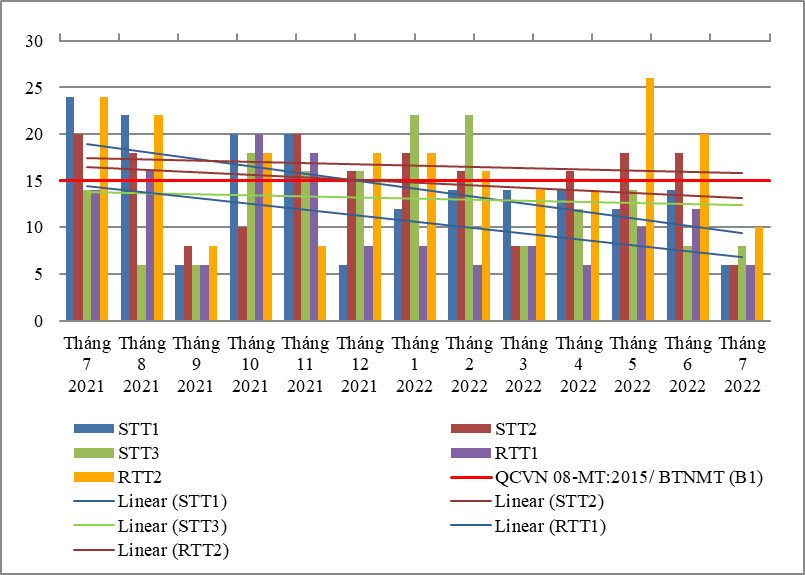 30
25
20
15
10
5
0
Tháng 7 2021
Tháng 8 2021
Tháng 9 2021
Tháng 10 2021
Tháng 11 2021
Tháng 12 2021
Tháng 1 2022
Tháng 2 2022
Tháng 3 2022
Tháng 4 2022
Tháng 5 2022
Tháng 6 2022
Tháng 7 2022
STT1
STT2
STT3
RTT1
RTT2
QCVN 08-MT:2015/ BTNMT (B1)
Linear (STT1)
Linear (STT2)
Linear (STT3)
Linear (RTT1)
Linear (RTT2)